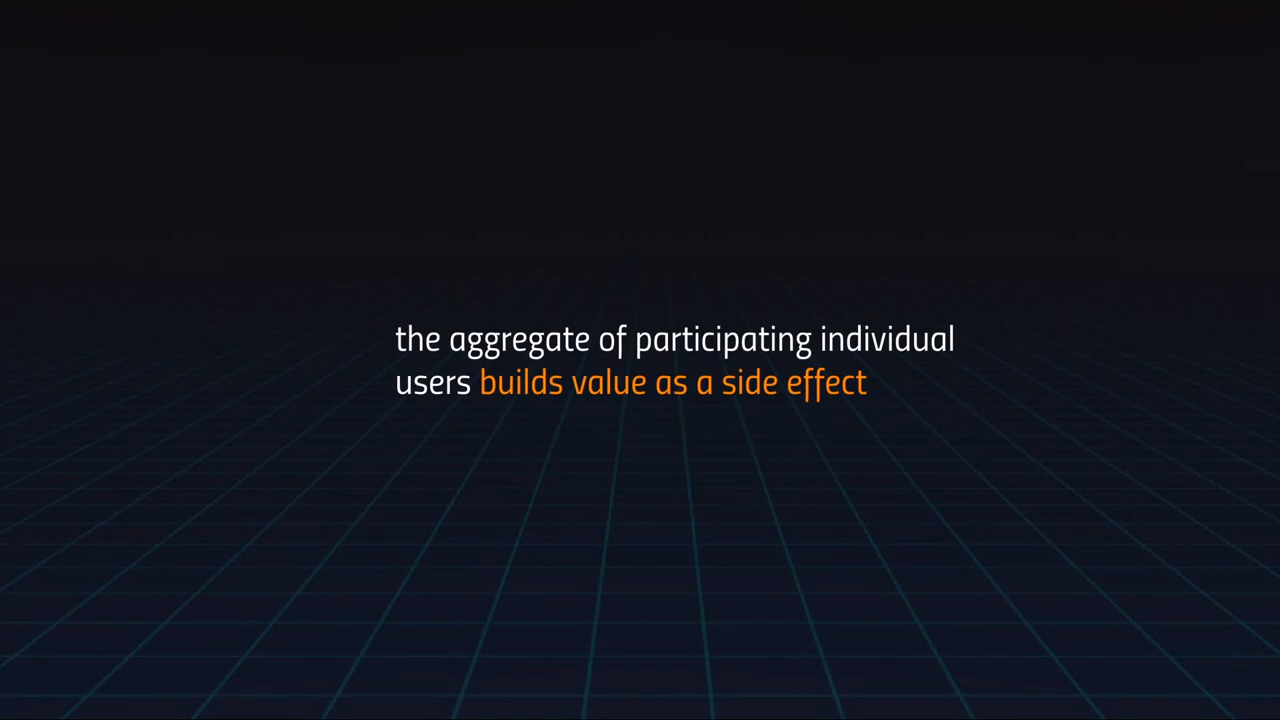 the aggregate of participating individual
users builds value as a side effect